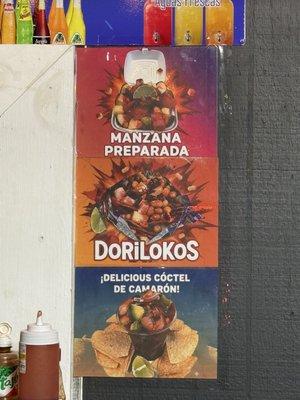 Aguas frescas
MANZANA
PREPARADA
DORILOKOS
¡DELICIOUS CÓCTEL
DE CAMARÓN!